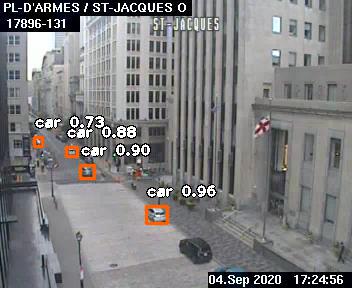 PL-D'ARMES / ST-JACQUES O
17896-131
ST-JACQUES
car 0.73
car 0.88
car 0.90
car 0.96
04.Sep 2020 17:24:56